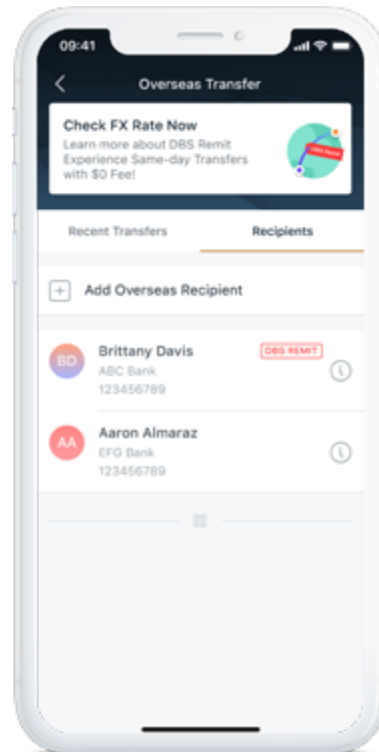 09:41
Overseas Transfer
Check FX Rate Now
Learn more about DBS Remit
Experience Same-day Transfers
with $0 Fee!
DBS Remit
Recent Transfers
Recipients
Add Overseas Recipient
BD
Brittany Davis
DBS REMIT
ABC Bank
123456789
AA
Aaron Almaraz
EFG Bank
123456789